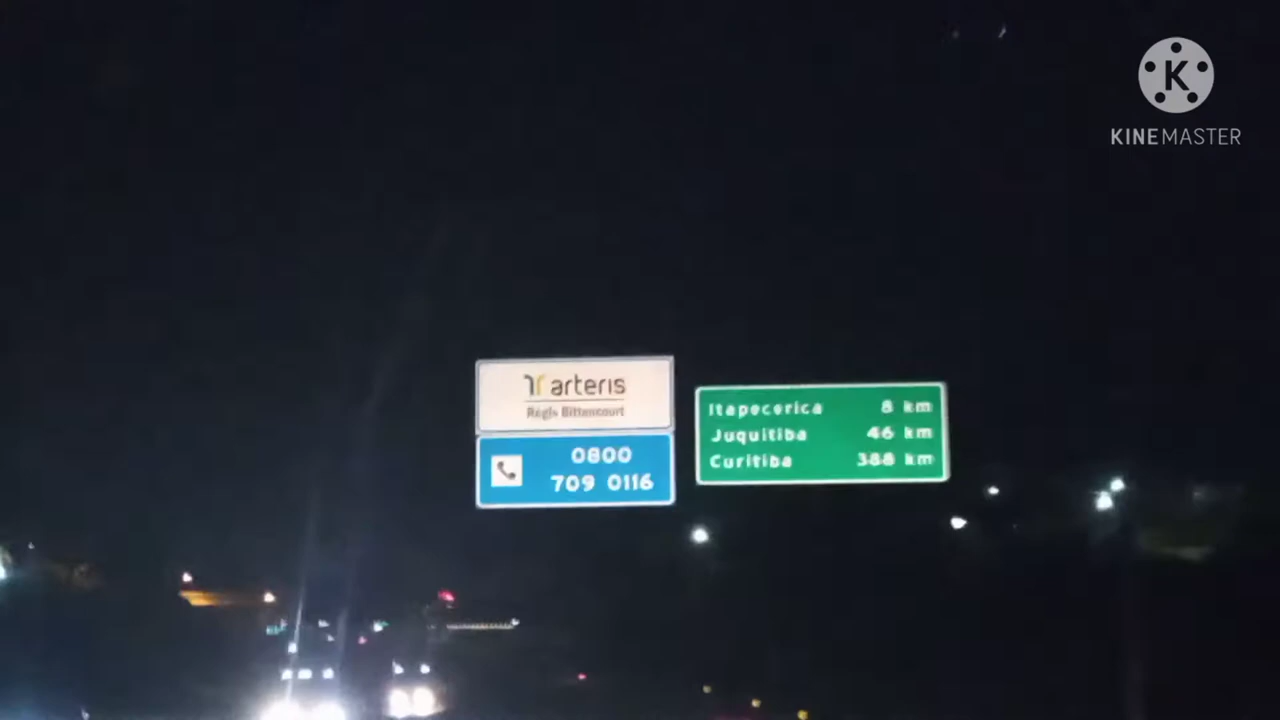 K
KINEMASTER
arteris
Régis Bittencourt
0800
709 0116
Itapecerica 8 km
Juquitiba 46 km
Curitiba 388 km